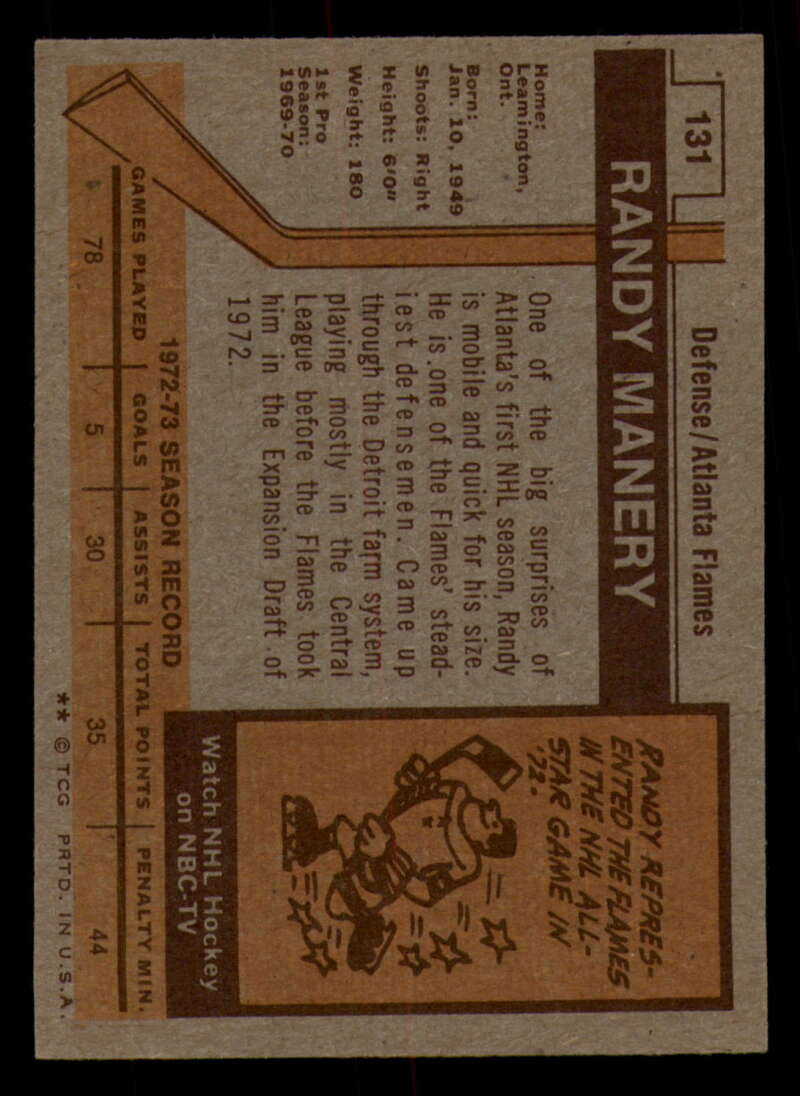 131
Defense/Atlanta Flames
RANDY MANERY
Home:
Leamington,
Ont.
Born:
Jan. 10, 1949
Shoots: Right
Height: 6'0"
Weight: 180
1st Pro
Season:
1969-70
One of the big surprises of
Atlanta's first NHL season, Randy
is mobile and quick for his size.
He is one of the Flames' stead-
iest defensemen. Came up
through the Detroit farm system,
playing mostly in the Central
League before the Flames took
him in the Expansion Draft of
1972.
RANDY REPRES-
ENTED THE FLAMES
IN THE NHL ALL-
STAR GAME IN
'72.
Watch NHL Hockey
on NBC-TV
1972-73 SEASON RECORD
GAMES PLAYED GOALS ASSISTS TOTAL POINTS PENALTY MIN.
78 5 30 35 44
** © TCG PRTD. IN U.S.A.